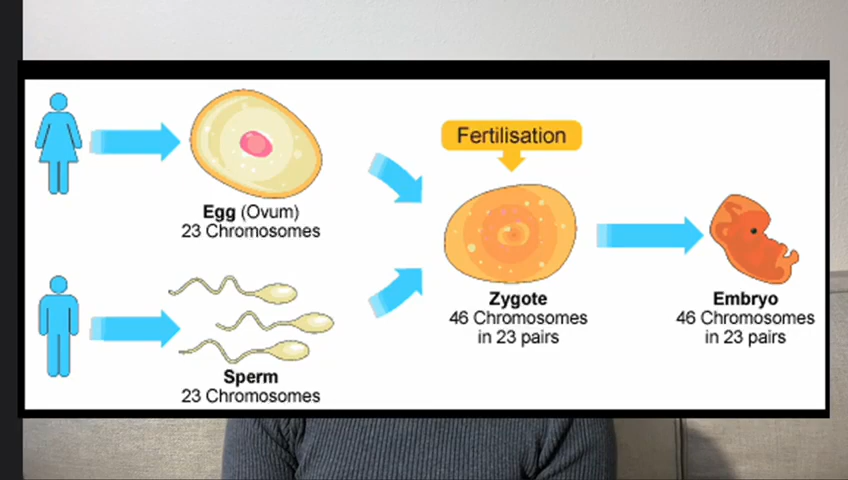 Egg (Ovum)
23 Chromosomes
Sperm
23 Chromosomes
Fertilisation
Zygote
46 Chromosomes
in 23 pairs
Embryo
46 Chromosomes
in 23 pairs